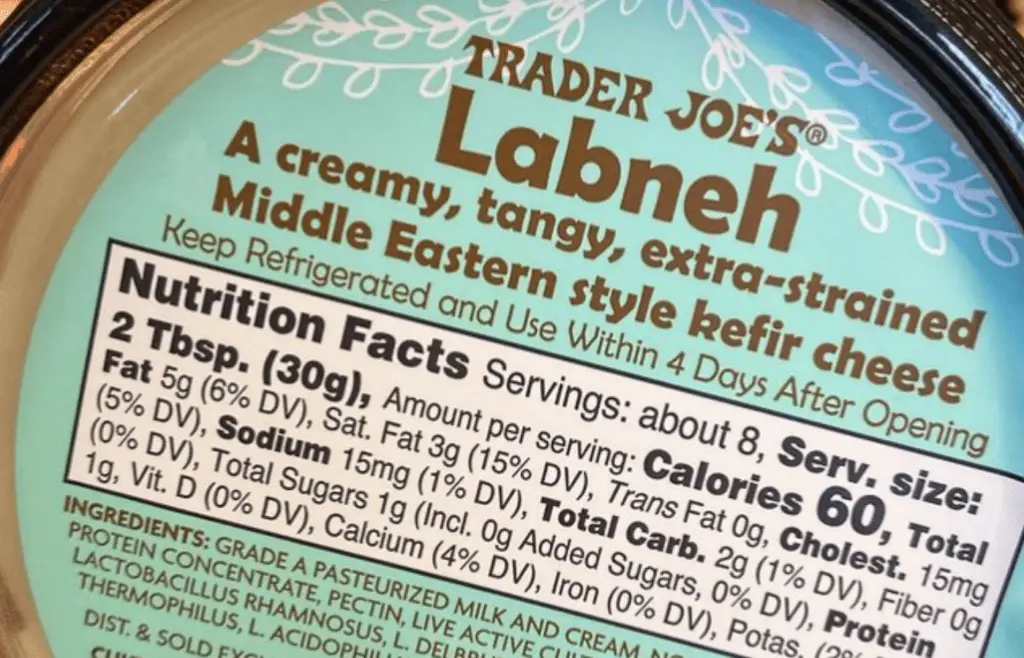 TRADER JOE'S®
Labneh
A creamy, tangy, extra-strained
Middle Eastern style kefir cheese
Keep Refrigerated and Use Within 4 Days After Opening
Nutrition Facts Servings: about 8, Serv. size:
2 Tbsp. (30g), Amount per serving: Calories 60, Total
Fat 5g (6% DV), Sat. Fat 3g (15% DV), Trans Fat 0g, Cholest. 15mg
(5% DV), Sodium 15mg (1% DV), Total Carb. 2g (1% DV), Fiber 0g
(0% DV), Total Sugars 1g (Incl. 0g Added Sugars, 0% DV), Protein
1g, Vit. D (0% DV), Calcium (4% DV), Iron (0% DV), Potas.
INGREDIENTS: GRADE A PASTEURIZED MILK AND CREAM,
PROTEIN CONCENTRATE, PECTIN, LIVE ACTIVE
LACTOBACILLUS RHAMNOSUS, L.
THERMOPHILUS, L.
DIST. & SOLD